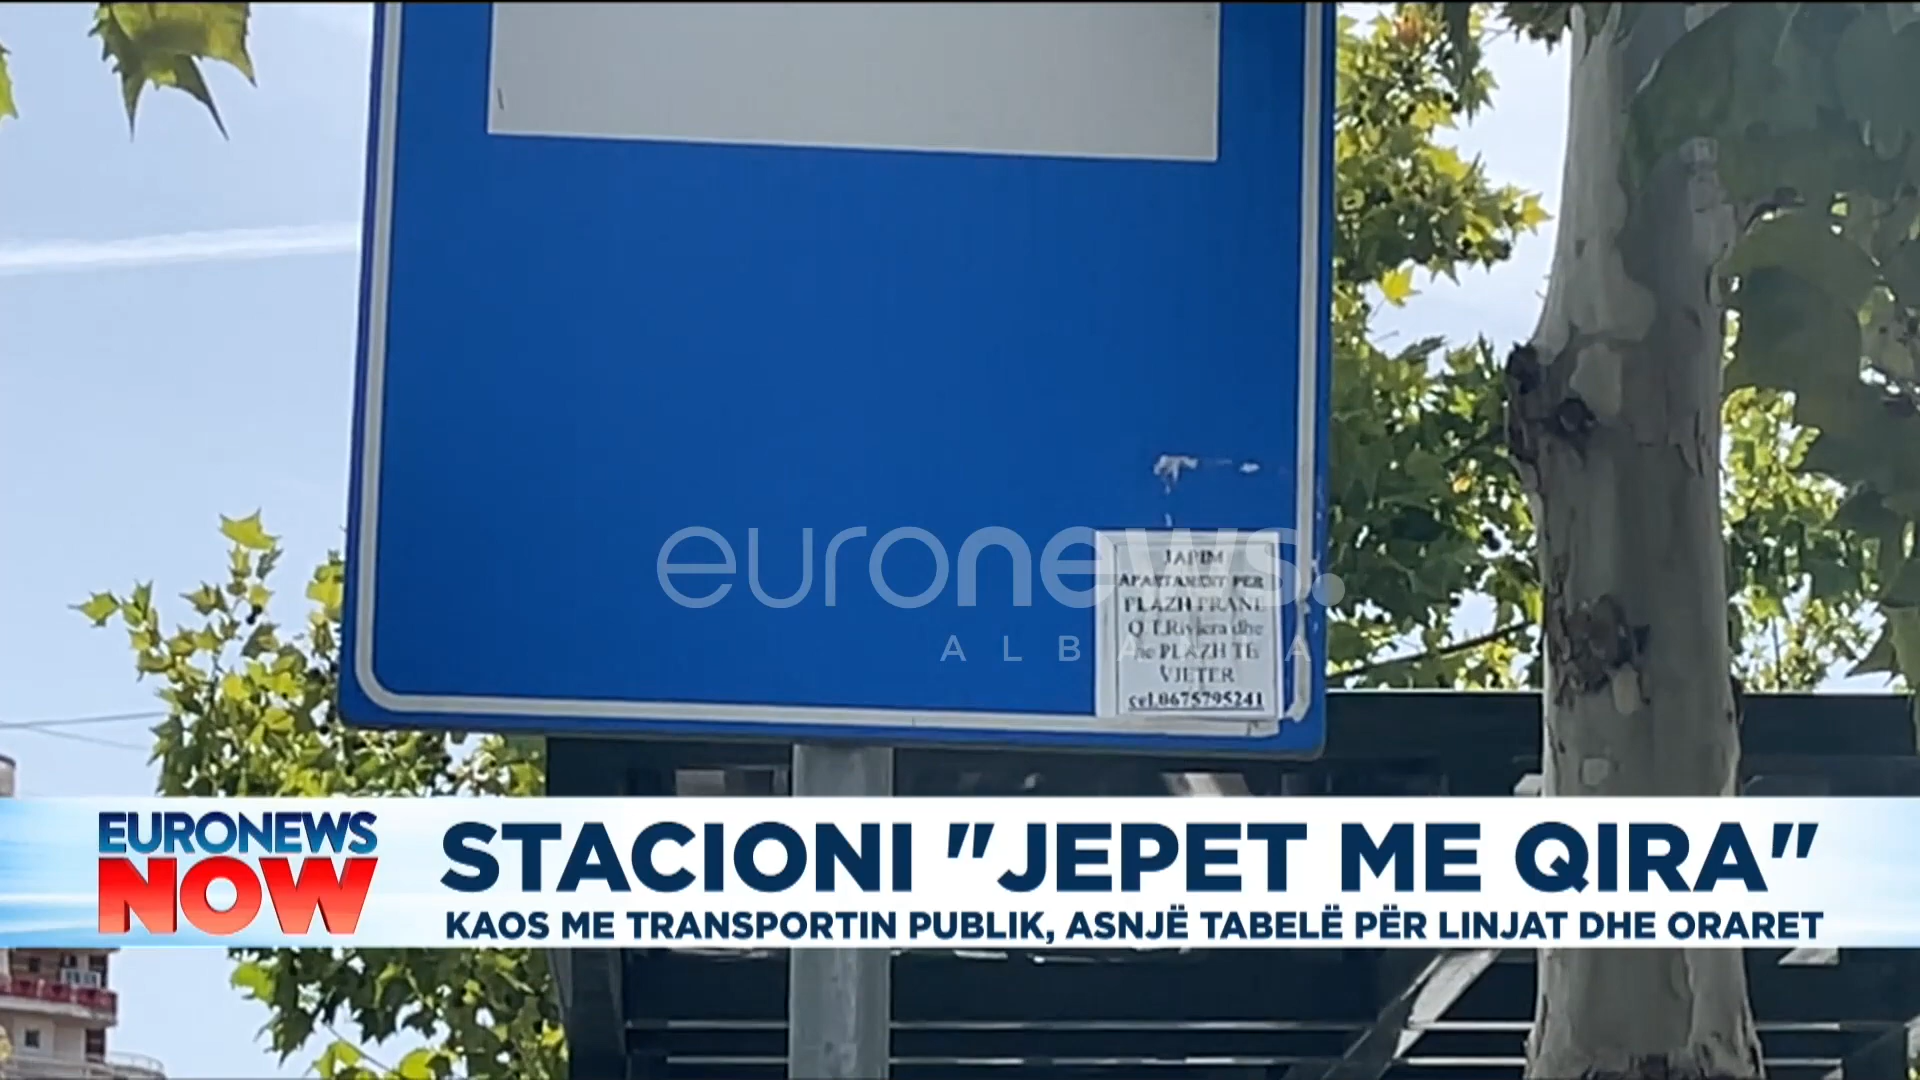 euronews.
ALBANIA
JAPIM
APARTAMENT PER
PLAZH PRANE
Riviera dhe
PLAZH TE
VJETER
cel.0675795241
EURONEWS
NOW
STACIONI "JEPET ME QIRA"
KAOS ME TRANSPORTIN PUBLIK, ASNJË TABELË PËR LINJAT DHE ORARET